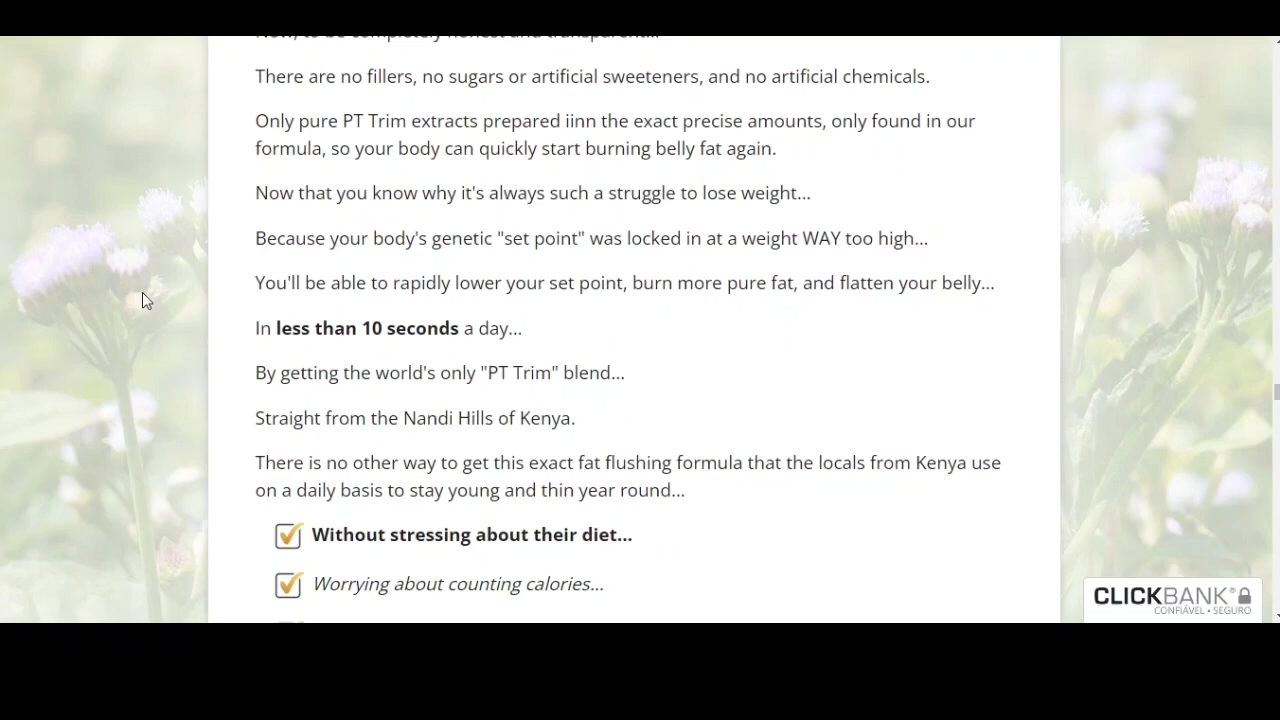 Now, to be completely honest and transparent...
There are no fillers, no sugars or artificial sweeteners, and no artificial chemicals.
Only pure PT Trim extracts prepared iinn the exact precise amounts, only found in our
formula, so your body can quickly start burning belly fat again.
Now that you know why it's always such a struggle to lose weight...
Because your body's genetic "set point" was locked in at a weight WAY too high...
You'll be able to rapidly lower your set point, burn more pure fat, and flatten your belly...
In less than 10 seconds a day...
By getting the world's only "PT Trim" blend...
Straight from the Nandi Hills of Kenya.
There is no other way to get this exact fat flushing formula that the locals from Kenya use
on a daily basis to stay young and thin year round...
Without stressing about their diet...
Worrying about counting calories...
CLICKBANK®
CONFIÁVEL • SEGURO